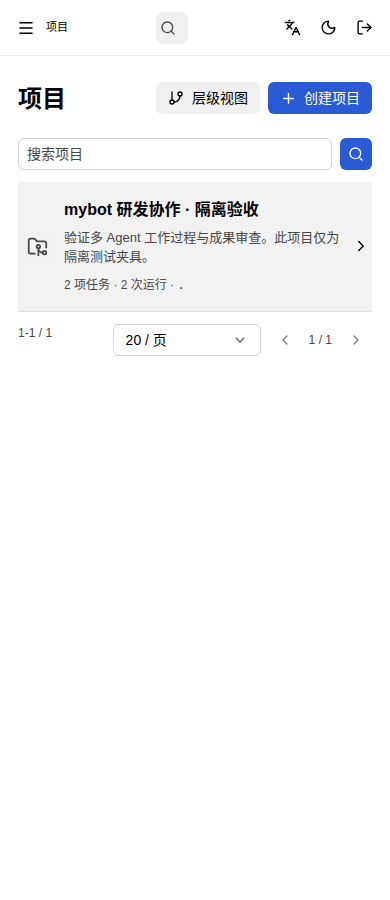 项目
项目
层级视图
创建项目
搜索项目
mybot 研发协作 · 隔离验收
验证多 Agent 工作过程与成果审查。此项目仅为
隔离测试夹具。
2 项任务 · 2 次运行 · .
1-1 / 1
20 / 页
1 / 1